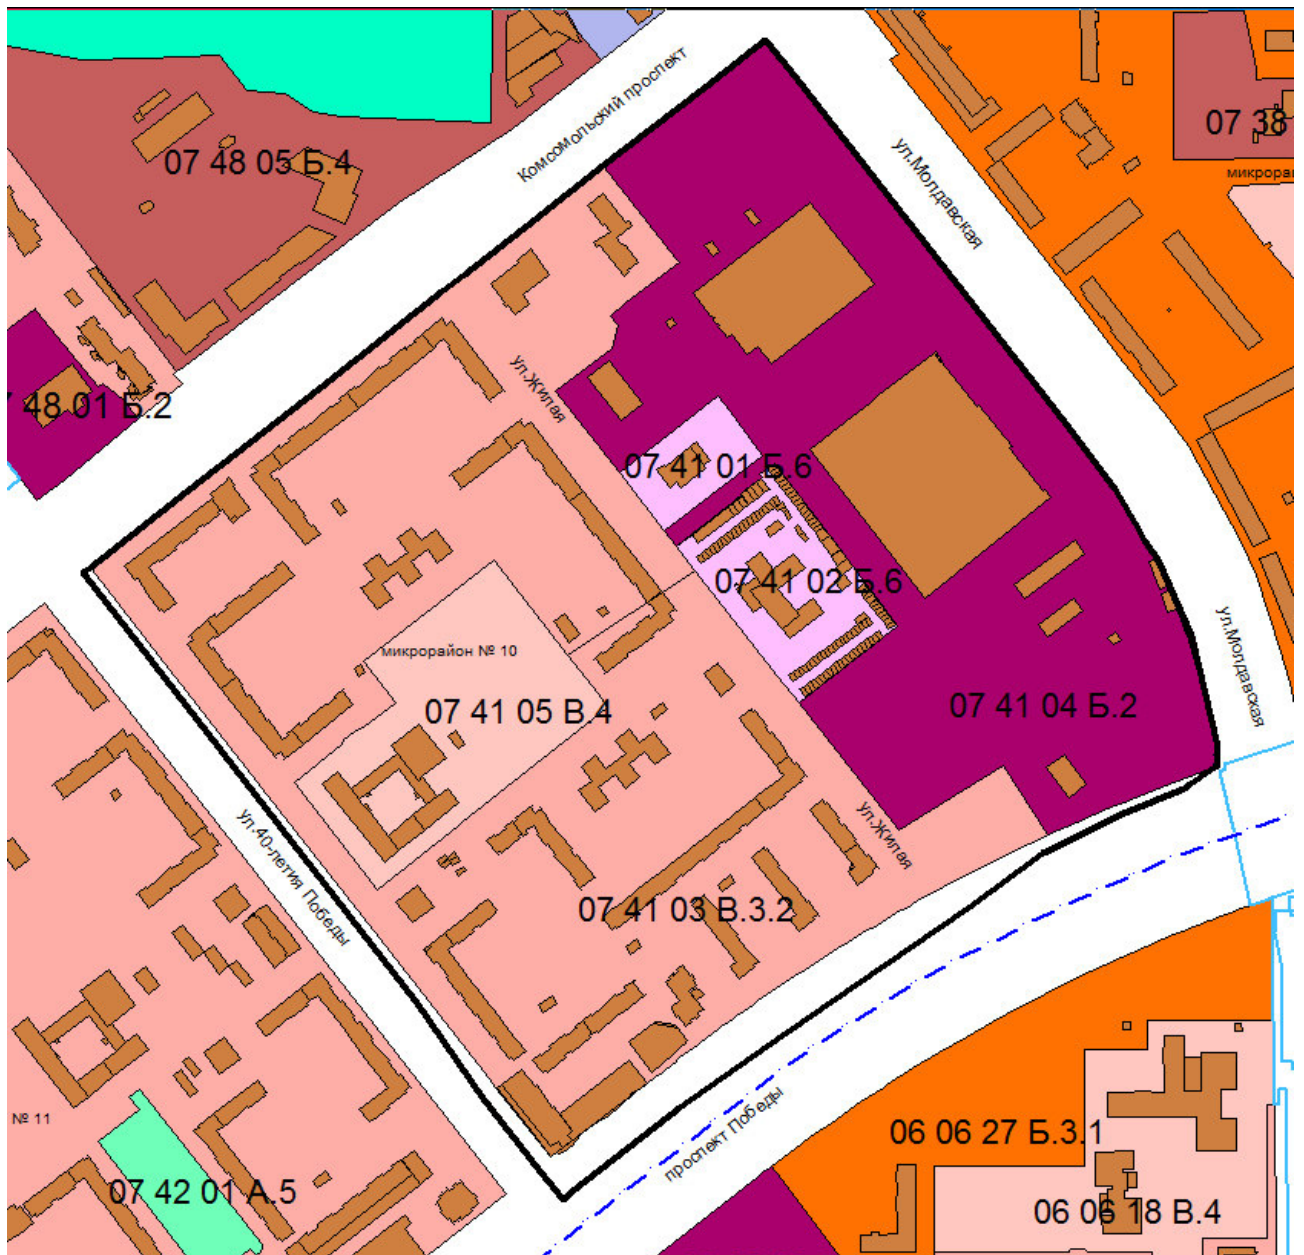 Комсомольский проспект
07 48 05 Б.4
ул.Молдавская
07 38
48 01 Б.2
ул.Жилая
07 41 01 Б.6
07 41 02 Б.6
микрорайон № 10
07 41 05 В.4
07 41 04 Б.2
ул.Молдавская
ул.40-летия Победы
ул.Жилая
07 41 03 В.3.2
№ 11
07 42 01 А.5
проспект Победы
06 06 27 Б.3.1
06 06 18 В.4